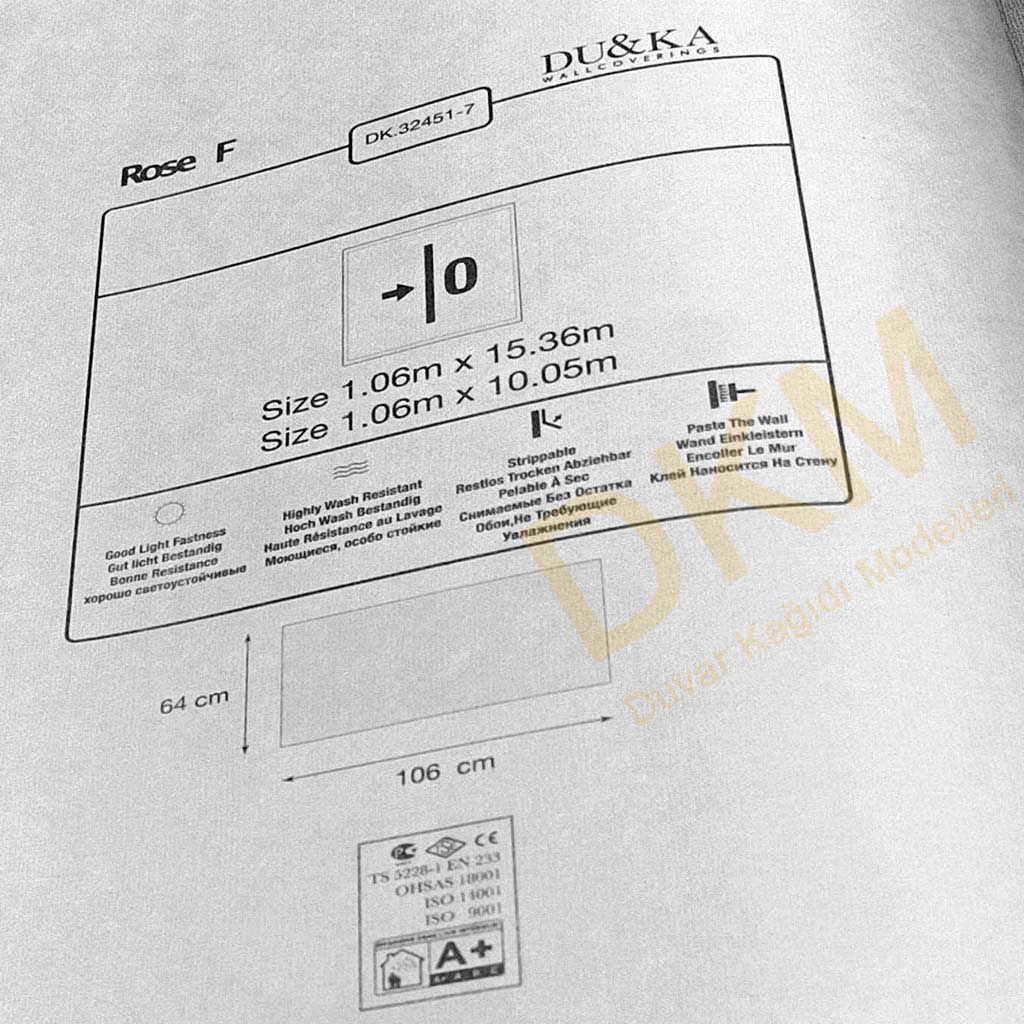 DU&KA
WALLCOVERINGS
Rose F
DK.32451-7
0
Size 1.06m x 15.36m
Size 1.06m x 10.05m
Good Light Fastness
Gut licht Bestandig
Bonne Resistance
хорошо светоустойчивые
Highly Wash Resistant
Hoch Wash Bestandig
Haute Résistance au Lavage
Моющиеся, особо стойкие
Strippable
Restlos Trocken Abziehbar
Pelable À Sec
Снимаемые Без Остатка
Обои,Не Требующие
Увлажнения
Paste The Wall
Wand Einkleistern
Encoller Le Mur
Клей Наносится На Стену
DKM
Duvar Kağıdı Modelleri
64 cm
106 cm
PC TSE CE
TS 5228-1 EN 233
OHSAS 18001
ISO 14001
ISO 9001
A+
A+ A B C